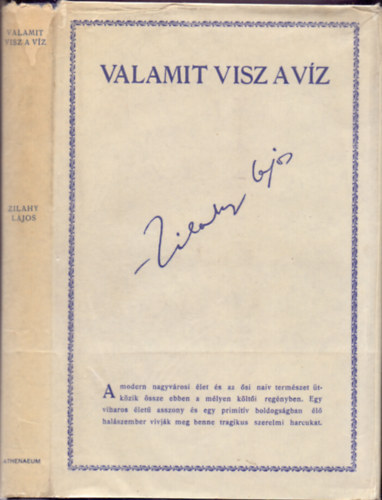 VALAMIT
VISZ A VÍZ
ZILAHY
LAJOS
ATHENAEUM
VALAMIT VISZ A VÍZ
Zilahy Lajos
A modern nagyvárosi élet és az ősi naiv természet üt-
közik össze ebben a mélyen költői regényben. Egy
viharos életű asszony és egy primitív boldogságban élő
halászember vívják meg benne tragikus szerelmi harcukat.